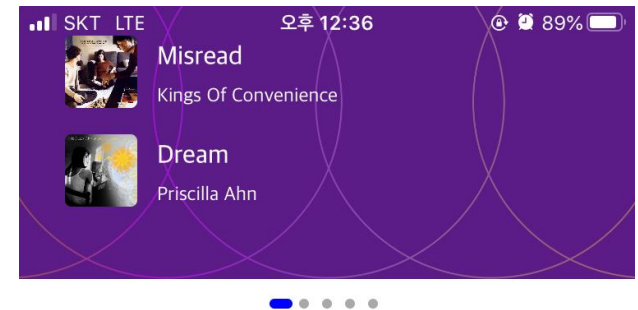 SKT LTE 오후 12:36 89%
Misread
Kings Of Convenience
Dream
Priscilla Ahn